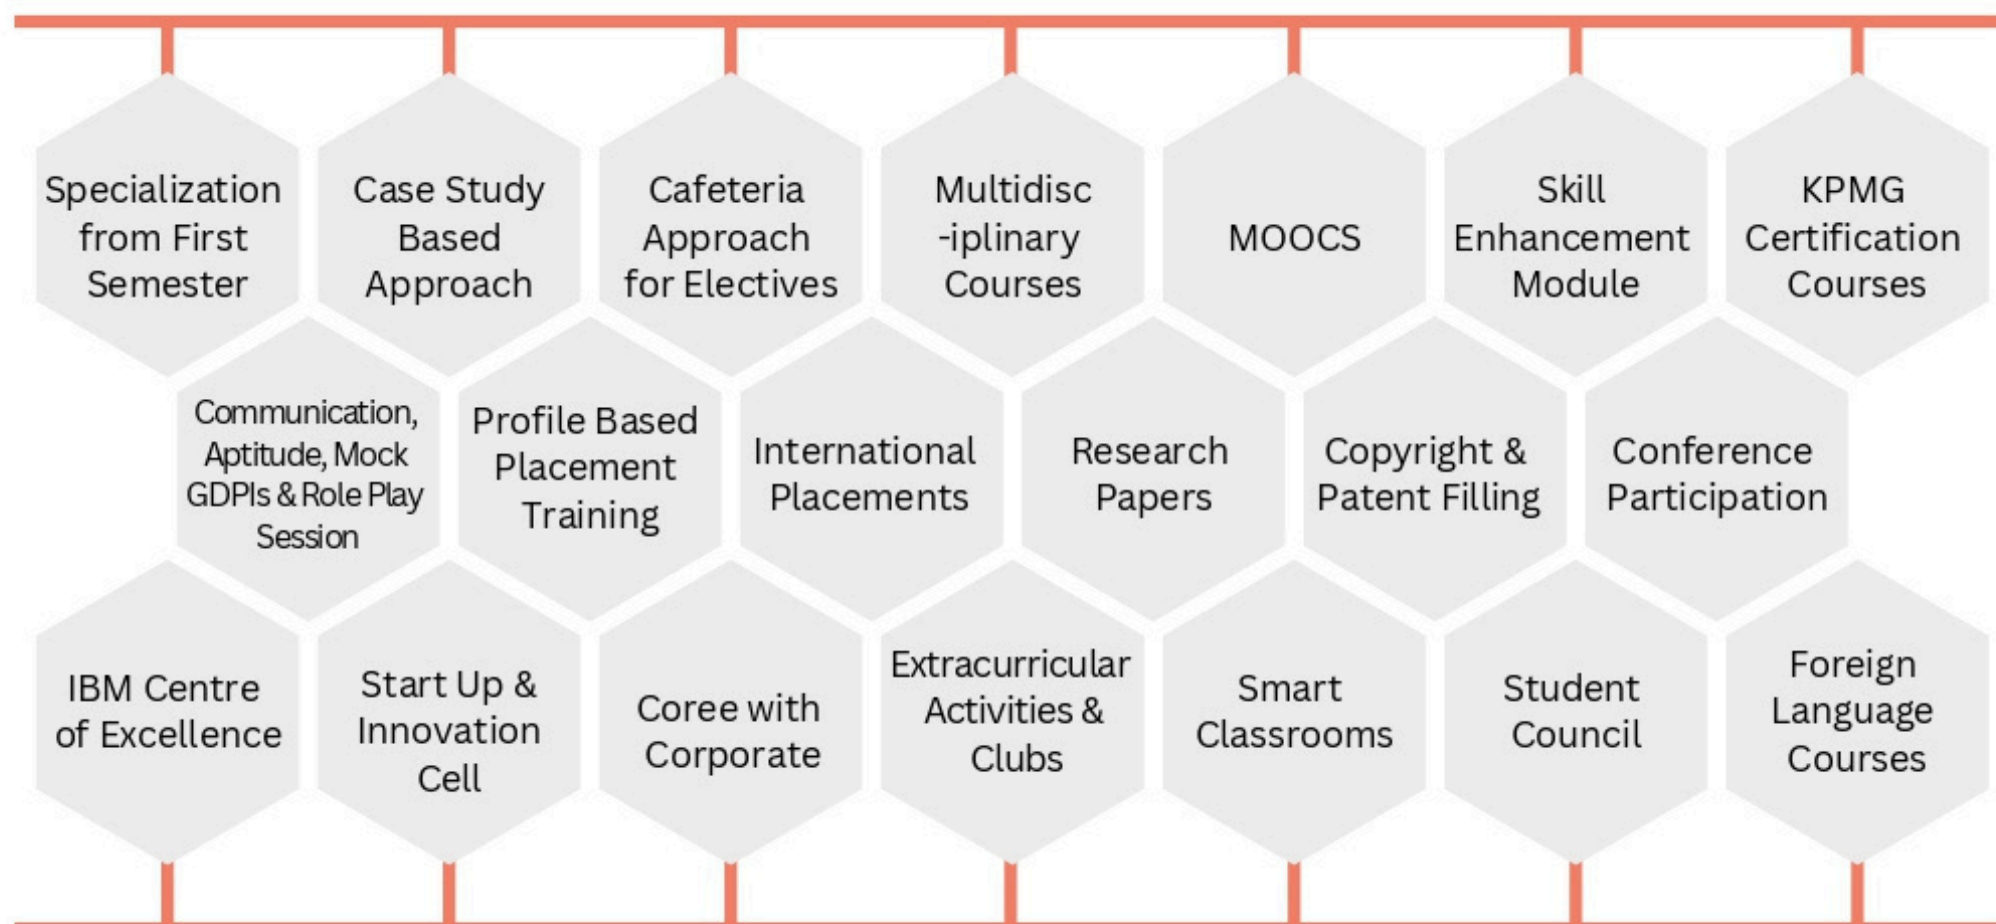 Specialization
from First
Semester
Case Study
Based
Approach
Cafeteria
Approach
for Electives
Multidisc
-iplinary
Courses
MOOCS
Skill
Enhancement
Module
KPMG
Certification
Courses
Communication,
Aptitude, Mock
GDPIs & Role Play
Session
Profile Based
Placement
Training
International
Placements
Research
Papers
Copyright &
Patent Filling
Conference
Participation
IBM Centre
of Excellence
Start Up &
Innovation
Cell
Coree with
Corporate
Extracurricular
Activities &
Clubs
Smart
Classrooms
Student
Council
Foreign
Language
Courses